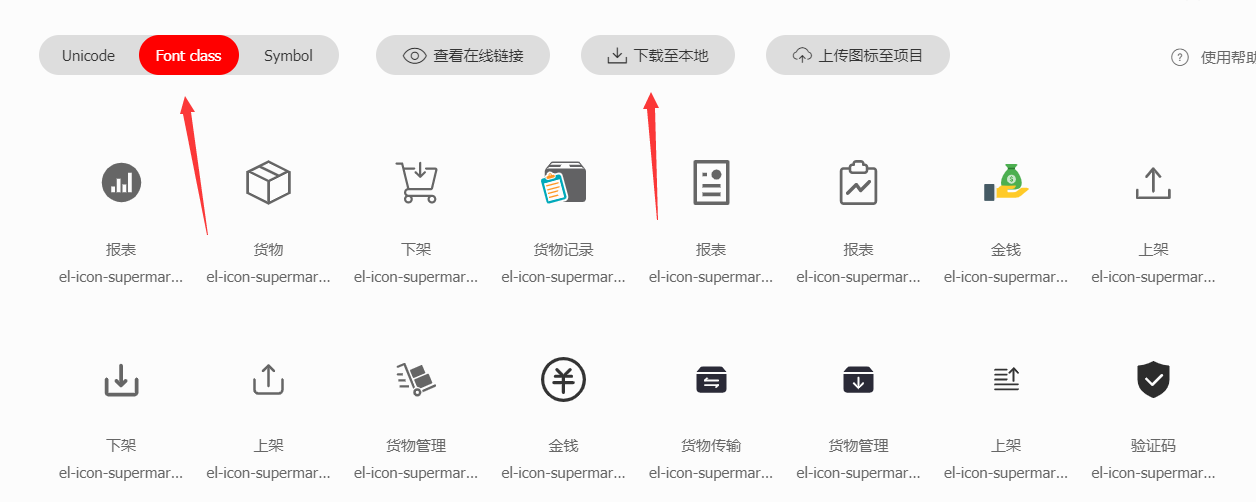 Unicode Font class Symbol 查看在线链接 下载至本地 上传图标至项目 ? 使用帮助
报表 货物 下架 货物记录 报表 报表 金钱 上架
el-icon-supermar... el-icon-supermar... el-icon-supermar... el-icon-supermar... el-icon-supermar... el-icon-supermar... el-icon-supermar... el-icon-supermar...
下架 上架 货物管理 金钱 货物传输 货物管理 上架 验证码
el-icon-supermar... el-icon-supermar... el-icon-supermar... el-icon-supermar... el-icon-supermar... el-icon-supermar... el-icon-supermar... el-icon-supermar...